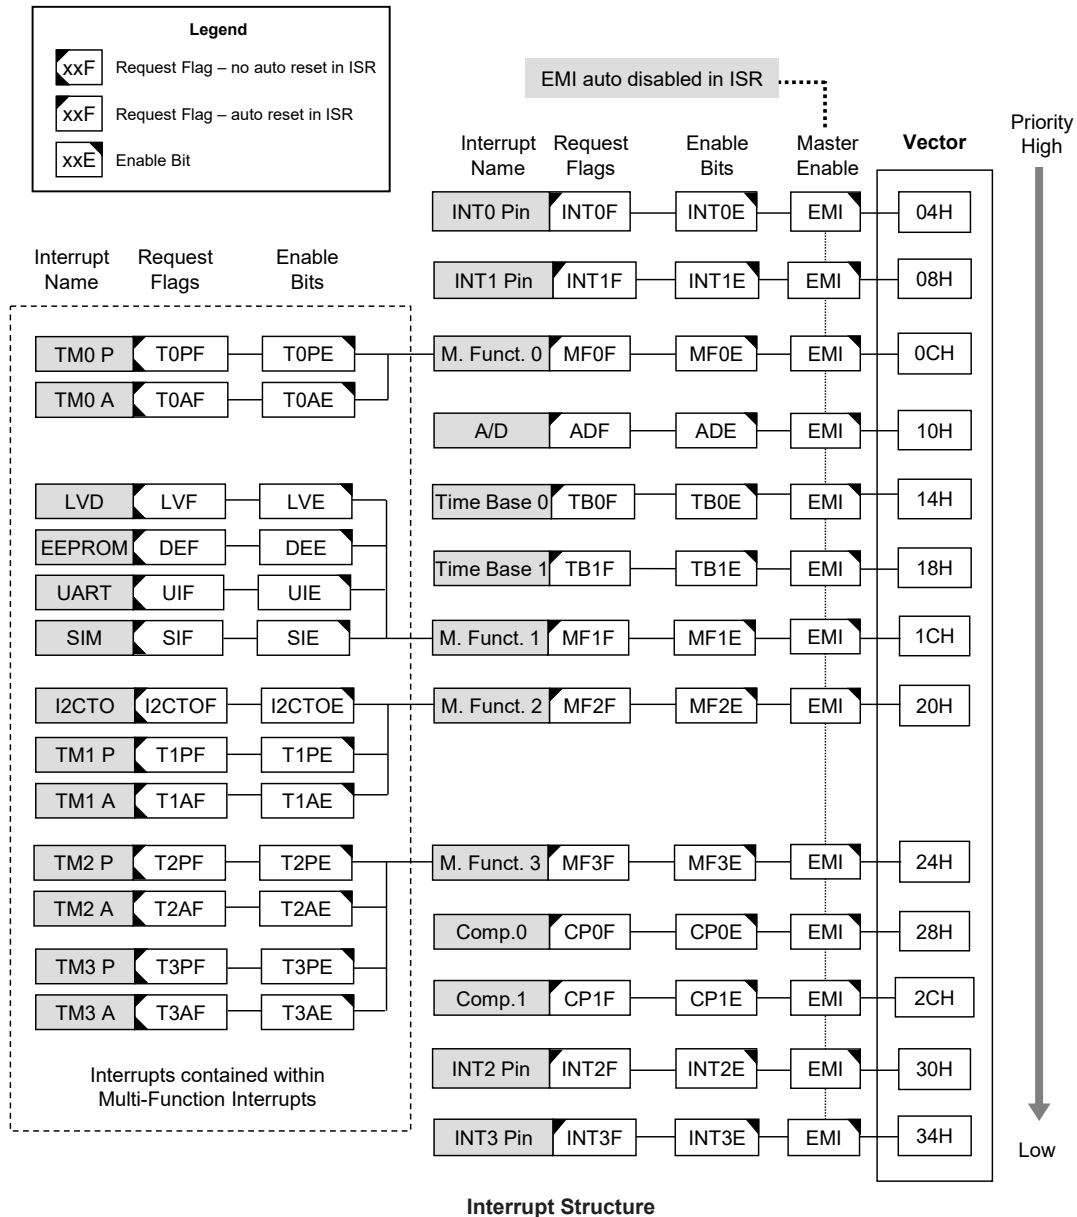 Legend
xxF Request Flag – no auto reset in ISR
xxF Request Flag – auto reset in ISR
xxE Enable Bit
EMI auto disabled in ISR
Priority
High
Interrupt Name Request Flags Enable Bits Master Enable Vector
INT0 Pin INT0F INT0E EMI 04H
INT1 Pin INT1F INT1E EMI 08H
M. Funct. 0 MF0F MF0E EMI 0CH
A/D ADF ADE EMI 10H
Time Base 0 TB0F TB0E EMI 14H
Time Base 1 TB1F TB1E EMI 18H
M. Funct. 1 MF1F MF1E EMI 1CH
M. Funct. 2 MF2F MF2E EMI 20H
M. Funct. 3 MF3F MF3E EMI 24H
Comp.0 CP0F CP0E EMI 28H
Comp.1 CP1F CP1E EMI 2CH
INT2 Pin INT2F INT2E EMI 30H
INT3 Pin INT3F INT3E EMI 34H
Low
Interrupt Name Request Flags Enable Bits
TM0 P T0PF T0PE
TM0 A T0AF T0AE
LVD LVF LVE
EEPROM DEF DEE
UART UIF UIE
SIM SIF SIE
I2CTO I2CTOF I2CTOE
TM1 P T1PF T1PE
TM1 A T1AF T1AE
TM2 P T2PF T2PE
TM2 A T2AF T2AE
TM3 P T3PF T3PE
TM3 A T3AF T3AE
Interrupts contained within
Multi-Function Interrupts
Interrupt Structure